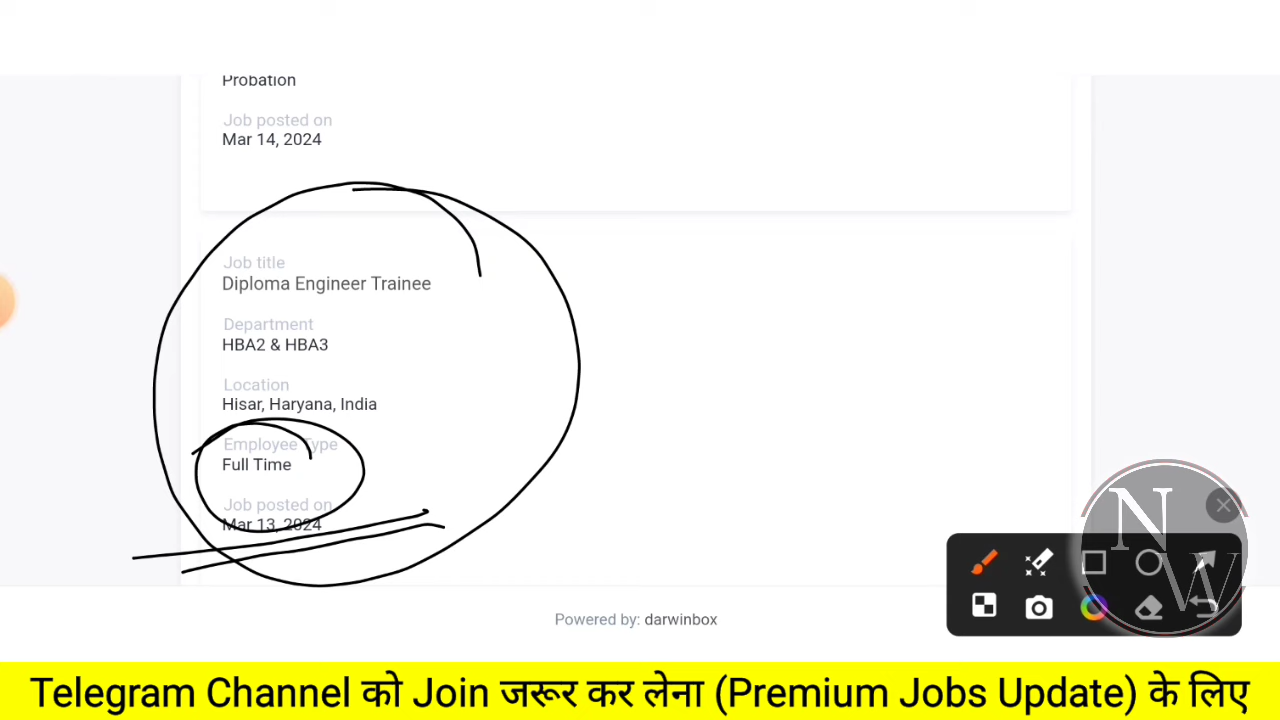 Probation
Job posted on
Mar 14, 2024
Job title
Diploma Engineer Trainee
Department
HBA2 & HBA3
Location
Hisar, Haryana, India
Employee Type
Full Time
Job posted on
Mar 13, 2024
NW
Powered by: darwinbox
Telegram Channel को Join जरूर कर लेना (Premium Jobs Update) के लिए